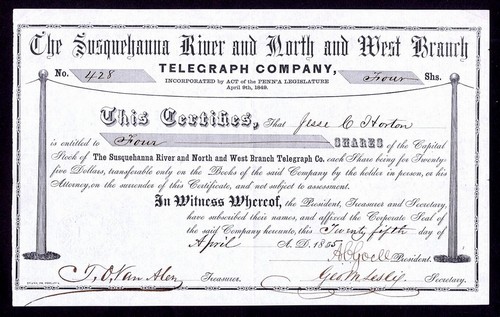 The Susquehanna River and North and West Branch
TELEGRAPH COMPANY,
No. 428 Four Shs.
INCORPORATED BY ACT OF THE PENN'A LEGISLATURE
April 9th, 1849.
This Certifies, That Jesse C Horton
is entitled to Four SHARES of the Capital
Stock of The Susquehanna River and North and West Branch Telegraph Co. each Share being for Twenty-
five Dollars, transferable only on the Books of the said Company by the holder in person, or his
Attorney, on the surrender of this Certificate, and not subject to assessment.
In Witness Whereof, the President, Treasurer and Secretary,
have subscribed their names, and affixed the Corporate Seal of
the said Company hereunto, this Twenty fifth day of
April A. D. 1855
President.
T. O. Van Alen Treasurer. Geo M Leslie Secretary.